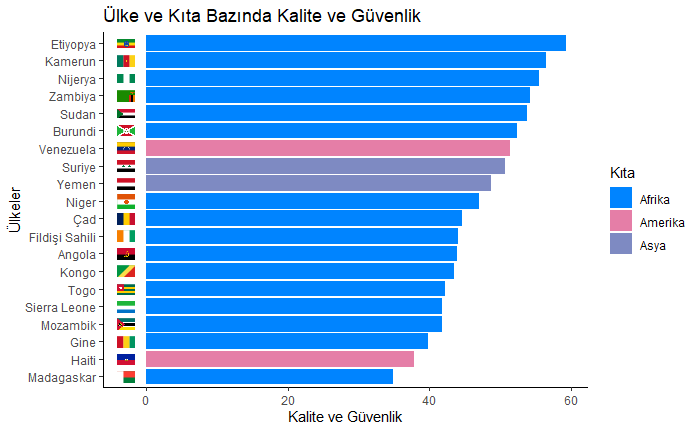 Ülke ve Kıta Bazında Kalite ve Güvenlik
Ülkeler
Etiyopya
Kamerun
Nijerya
Zambiya
Sudan
Burundi
Venezuela
Suriye
Yemen
Niger
Çad
Fildişi Sahili
Angola
Kongo
Togo
Sierra Leone
Mozambik
Gine
Haiti
Madagaskar
0 20 40 60
Kalite ve Güvenlik
Kıta
Afrika
Amerika
Asya